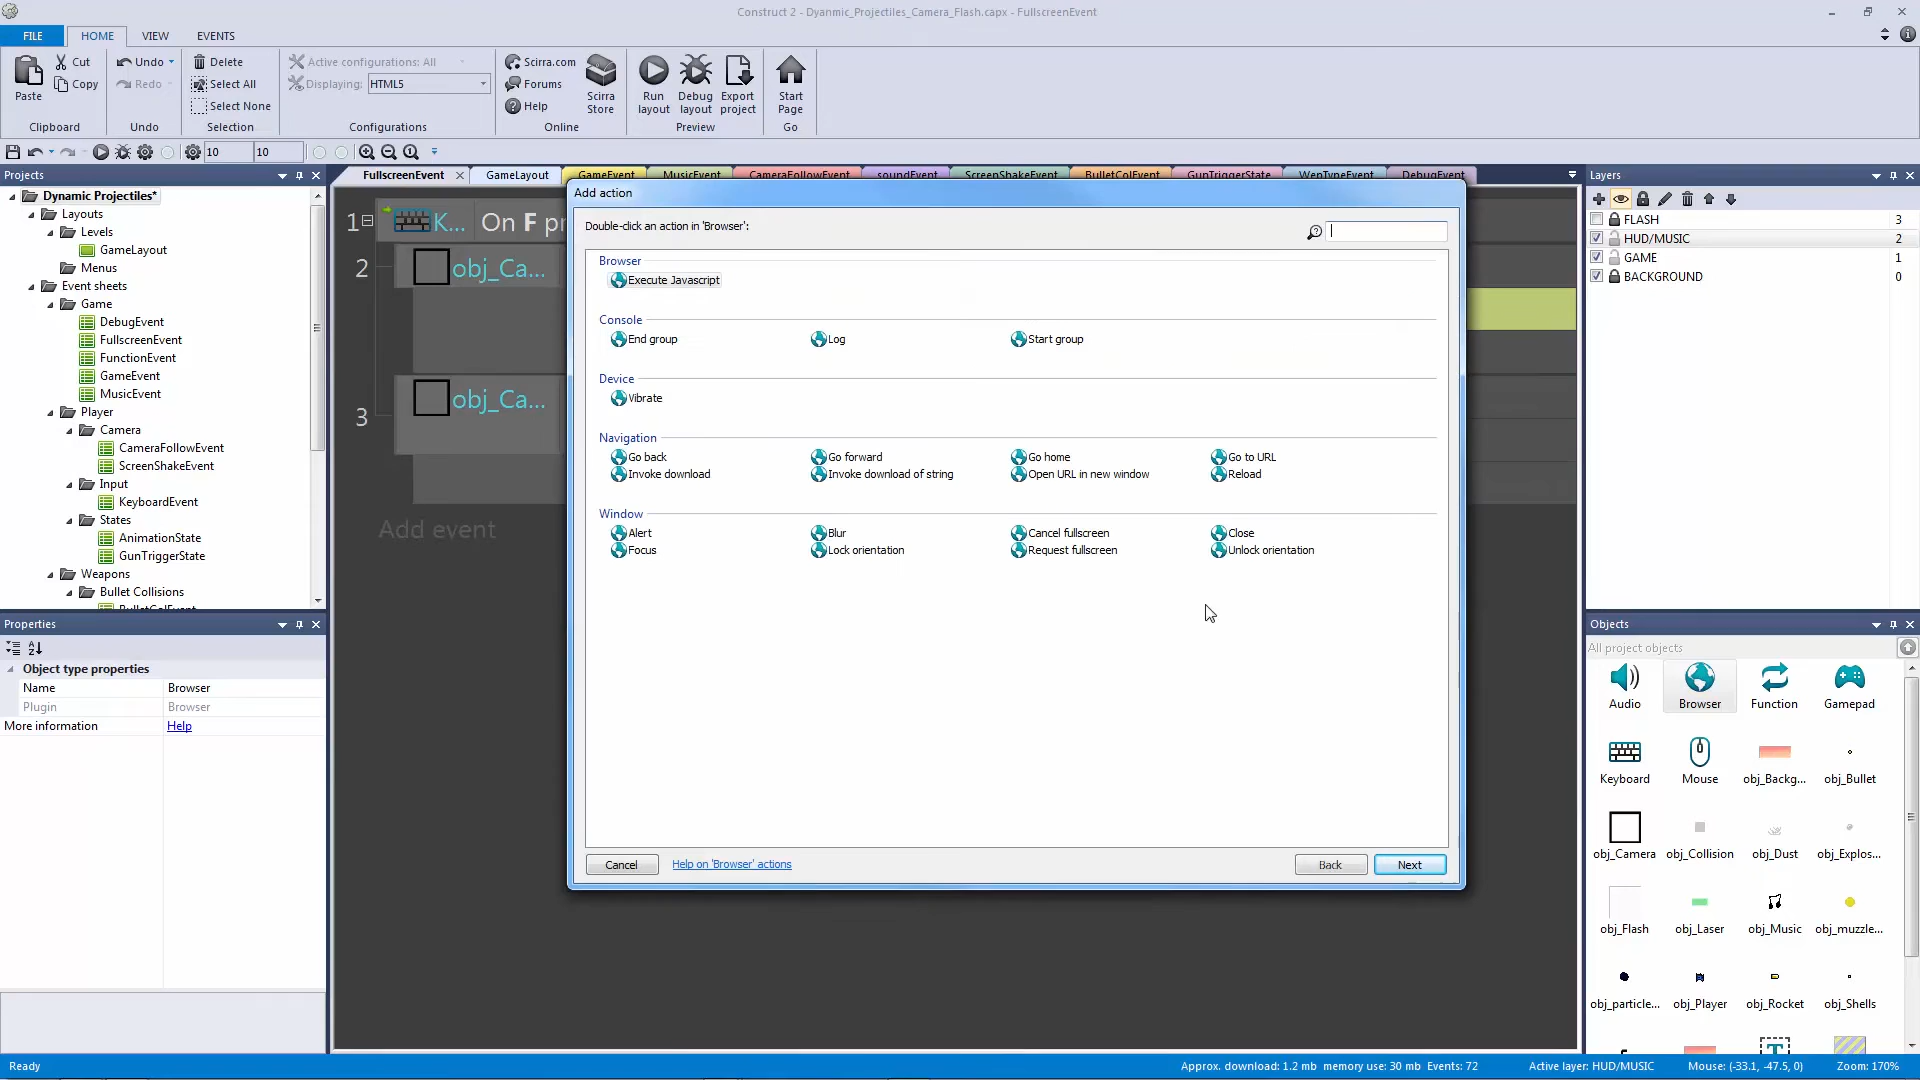 Construct 2 - Dyanmic_Projectiles_Camera_Flash.capx - FullscreenEvent
FILE
HOME
VIEW
EVENTS
Paste
Cut
Copy
Clipboard
Undo
Redo
Undo
Delete
Select All
Select None
Selection
Active configurations: All
Displaying:
HTML5
Configurations
Scirra.com
Forums
Help
Scirra
Store
Online
Run
layout
Debug
layout
Export
project
Preview
Start
Page
Go
10
10
Projects
Dynamic Projectiles*
Layouts
Levels
GameLayout
Menus
Event sheets
Game
DebugEvent
FullscreenEvent
FunctionEvent
GameEvent
MusicEvent
Player
Camera
CameraFollowEvent
ScreenShakeEvent
Input
KeyboardEvent
States
AnimationState
GunTriggerState
Weapons
Bullet Collisions
BulletColEvent
Properties
Object type properties
Name
Browser
Plugin
Browser
More information
Help
FullscreenEvent
GameLayout
GameEvent
MusicEvent
CameraFollowEvent
soundEvent
ScreenShakeEvent
BulletColEvent
GunTriggerState
WepTypeEvent
DebugEvent
1
K...
On F pr
2
obj_Ca...
3
obj_Ca...
Add event
Add action
Double-click an action in 'Browser':
Browser
Execute Javascript
Console
End group
Log
Start group
Device
Vibrate
Navigation
Go back
Go forward
Go home
Go to URL
Invoke download
Invoke download of string
Open URL in new window
Reload
Window
Alert
Blur
Cancel fullscreen
Close
Focus
Lock orientation
Request fullscreen
Unlock orientation
Cancel
Help on 'Browser' actions
Back
Next
Layers
FLASH
3
HUD/MUSIC
2
GAME
1
BACKGROUND
0
Objects
All project objects
Audio
Browser
Function
Gamepad
Keyboard
Mouse
obj_Backg...
obj_Bullet
obj_Camera
obj_Collision
obj_Dust
obj_Explos...
obj_Flash
obj_Laser
obj_Music
obj_muzzle...
obj_particle...
obj_Player
obj_Rocket
obj_Shells
Ready
Approx. download: 1.2 mb memory use: 30 mb Events: 72
Active layer: HUD/MUSIC
Mouse: (-33.1, -47.5, 0)
Zoom: 170%